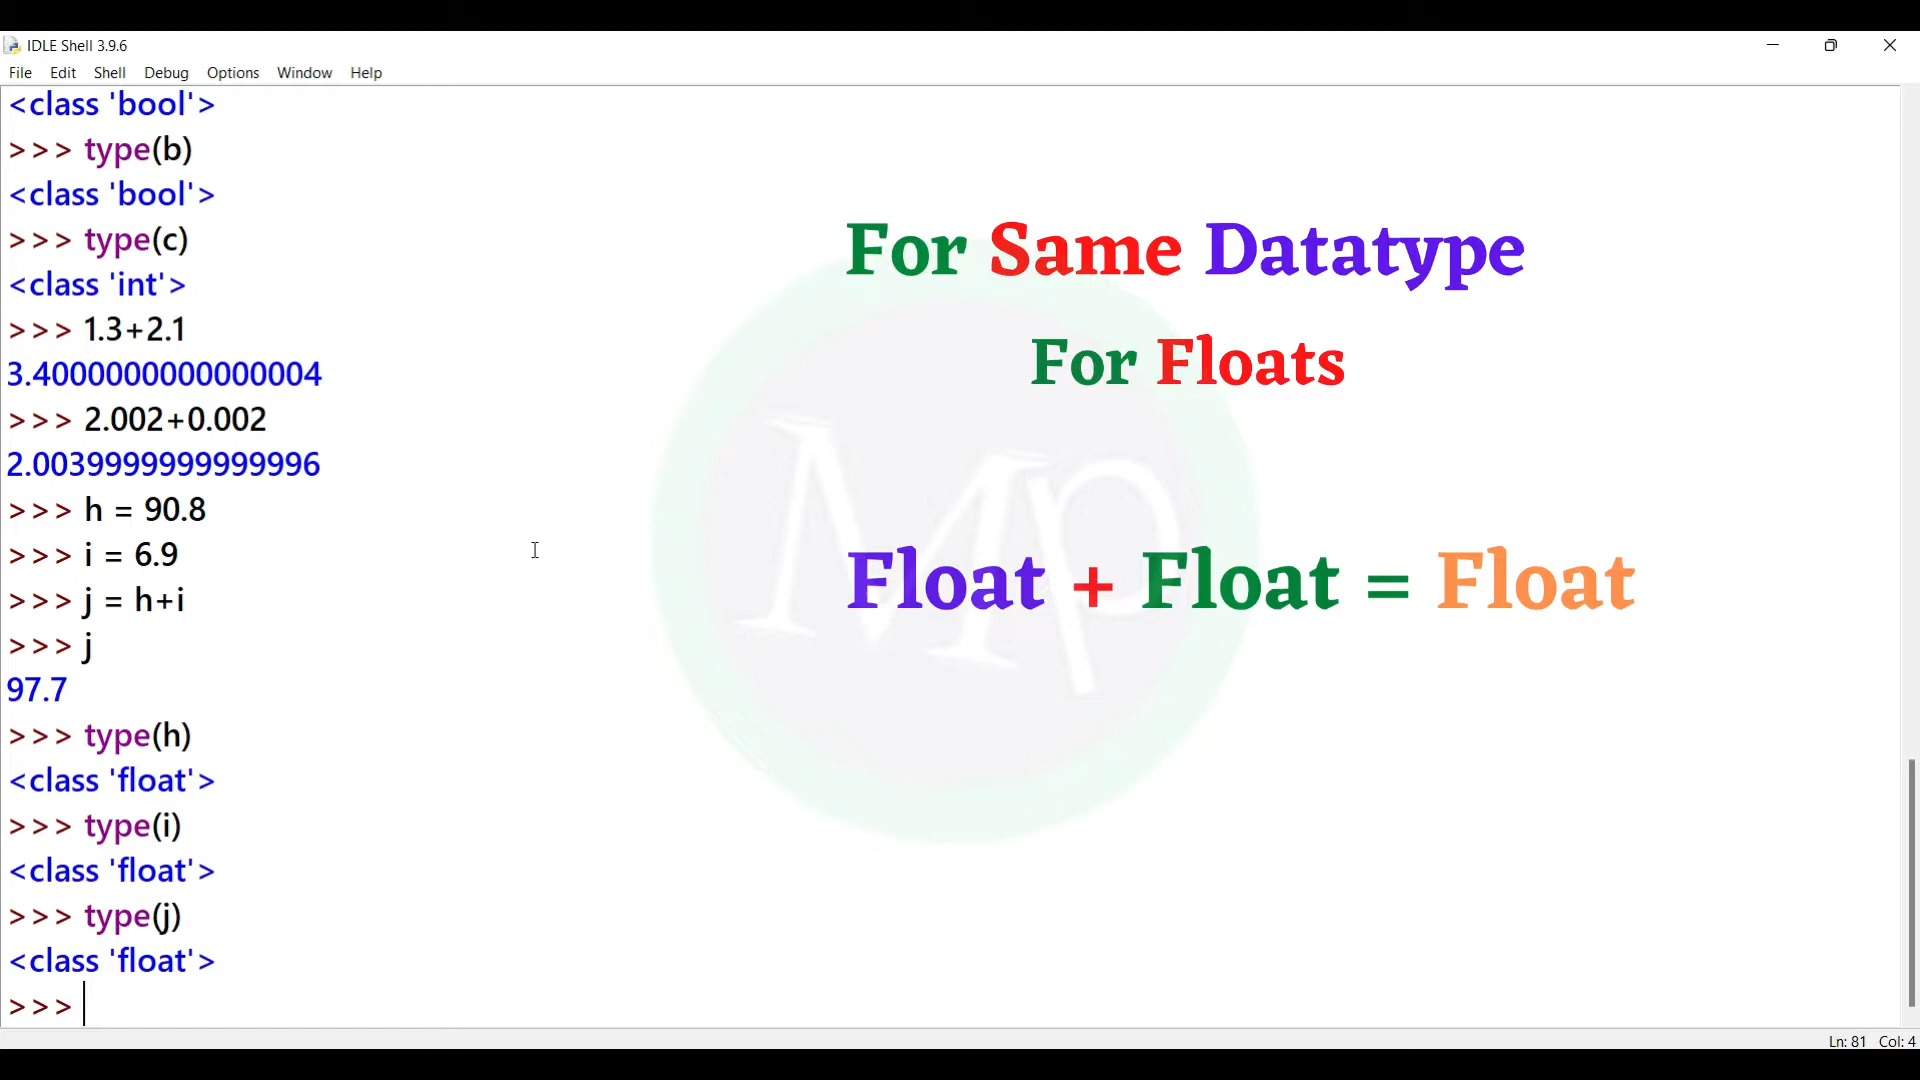 IDLE Shell 3.9.6
File Edit Shell Debug Options Window Help
<class 'bool'>
>>> type(b)
<class 'bool'>
>>> type(c)
<class 'int'>
>>> 1.3+2.1
3.4000000000000004
>>> 2.002+0.002
2.0039999999999996
>>> h = 90.8
>>> i = 6.9
>>> j = h+i
>>> j
97.7
>>> type(h)
<class 'float'>
>>> type(i)
<class 'float'>
>>> type(j)
<class 'float'>
>>>
For Same Datatype
For Floats
Float + Float = Float
Mp
Ln: 81 Col: 4